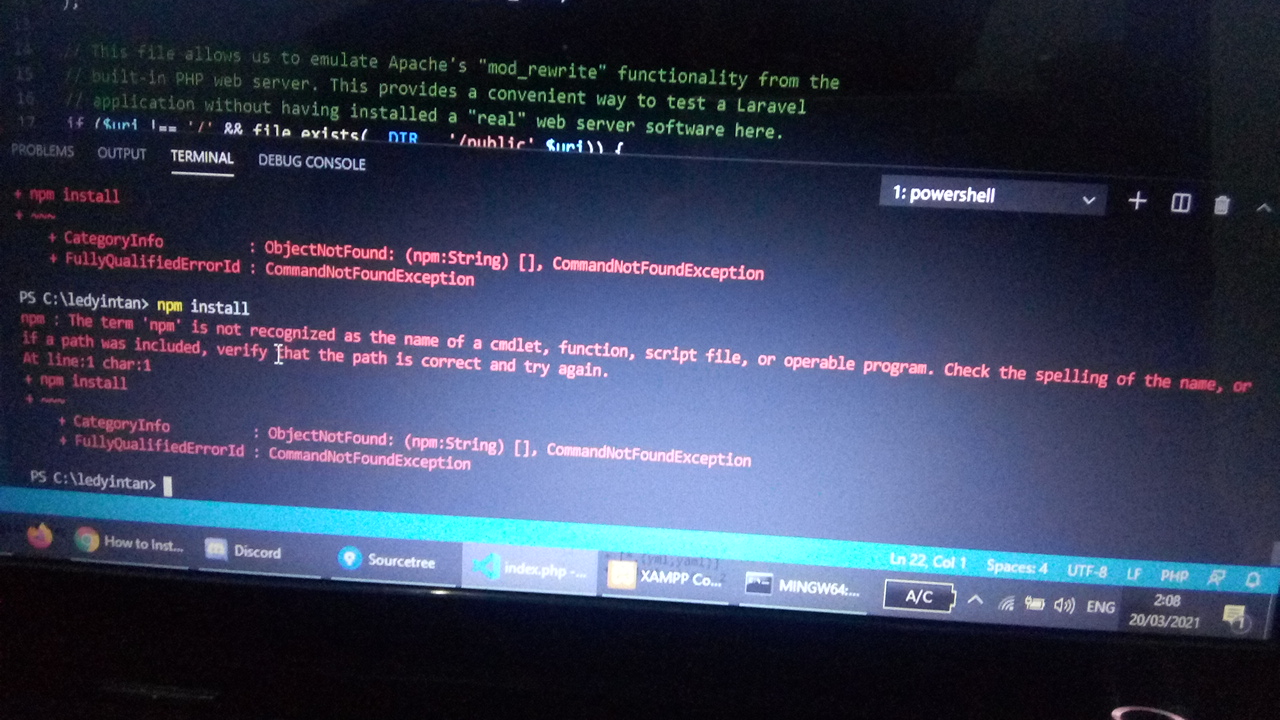 );
13
14 // This file allows us to emulate Apache's "mod_rewrite" functionality from the
15 // built-in PHP web server. This provides a convenient way to test a Laravel
16 // application without having installed a "real" web server software here.
17 if ($uri !== '/' && file_exists(__DIR__.'/public'.$uri)) {
PROBLEMS OUTPUT TERMINAL DEBUG CONSOLE
1: powershell
+ npm install
+ ~~~
+ CategoryInfo : ObjectNotFound: (npm:String) [], CommandNotFoundException
+ FullyQualifiedErrorId : CommandNotFoundException
PS C:\ledyintan> npm install
npm : The term 'npm' is not recognized as the name of a cmdlet, function, script file, or operable program. Check the spelling of the name, or
if a path was included, verify that the path is correct and try again.
At line:1 char:1
+ npm install
+ ~~~
+ CategoryInfo : ObjectNotFound: (npm:String) [], CommandNotFoundException
+ FullyQualifiedErrorId : CommandNotFoundException
PS C:\ledyintan>
Ln 22, Col 1 Spaces: 4 UTF-8 LF PHP
How to Inst... Discord Sourcetree index.php -... XAMPP Co... MINGW64:... A/C ENG
2:08
20/03/2021
1